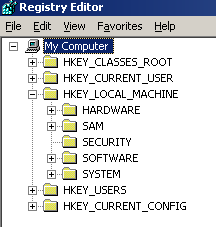 Registry Editor
File Edit View Favorites Help
My Computer
HKEY_CLASSES_ROOT
HKEY_CURRENT_USER
HKEY_LOCAL_MACHINE
HARDWARE
SAM
SECURITY
SOFTWARE
SYSTEM
HKEY_USERS
HKEY_CURRENT_CONFIG